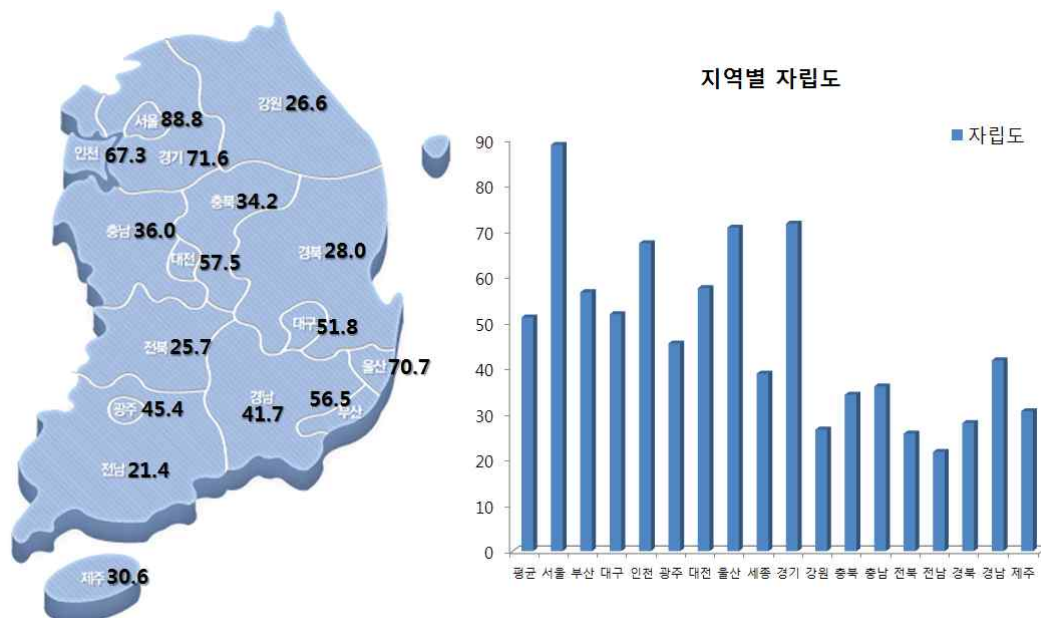 강원 26.6
서울 88.8
인천 67.3
경기 71.6
충북 34.2
충남 36.0
대전 57.5
경북 28.0
대구 51.8
전북 25.7
울산 70.7
경남 41.7
56.5 부산
광주 45.4
전남 21.4
제주 30.6
지역별 자립도
자립도
90
80
70
60
50
40
30
20
10
0
평균 서울 부산 대구 인천 광주 대전 울산 세종 경기 강원 충북 충남 전북 전남 경북 경남 제주